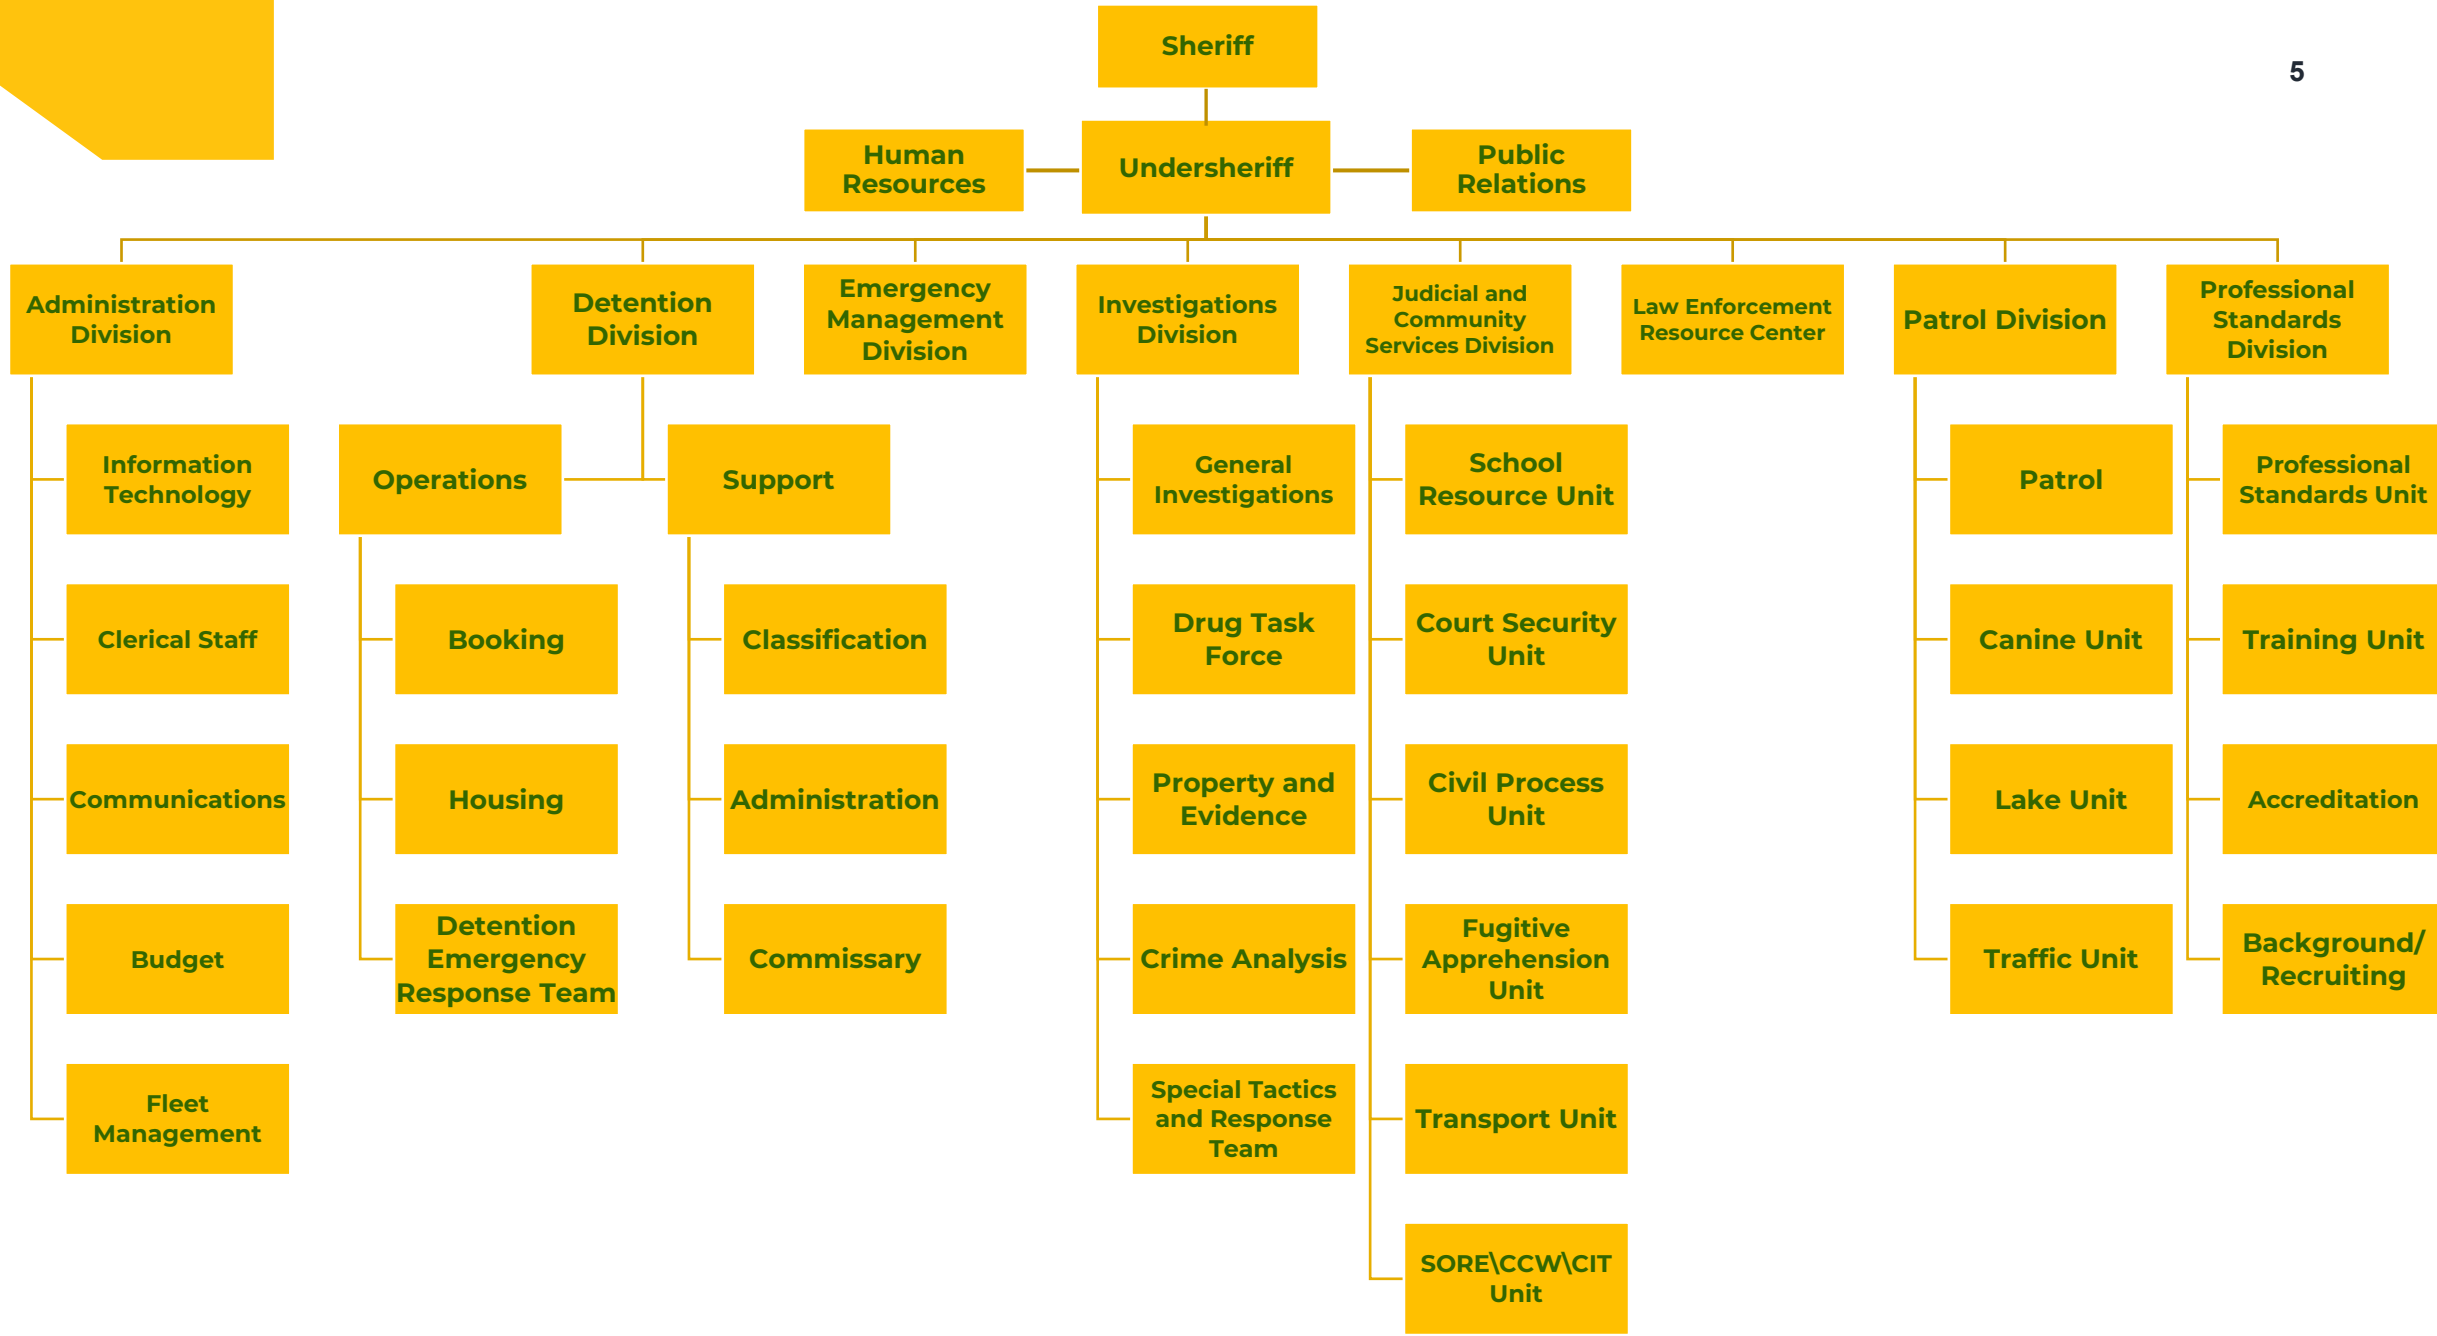 Sheriff
5
Human
Resources
Undersheriff
Public
Relations
Administration
Division
Detention
Division
Emergency
Management
Division
Investigations
Division
Judicial and
Community
Services Division
Law Enforcement
Resource Center
Patrol Division
Professional
Standards
Division
Information
Technology
Operations
Support
General
Investigations
School
Resource Unit
Patrol
Professional
Standards Unit
Clerical Staff
Booking
Classification
Drug Task
Force
Court Security
Unit
Canine Unit
Training Unit
Communications
Housing
Administration
Property and
Evidence
Civil Process
Unit
Lake Unit
Accreditation
Budget
Detention
Emergency
Response Team
Commissary
Crime Analysis
Fugitive
Apprehension
Unit
Traffic Unit
Background/
Recruiting
Fleet
Management
Special Tactics
and Response
Team
Transport Unit
SORE\CCW\CIT
Unit